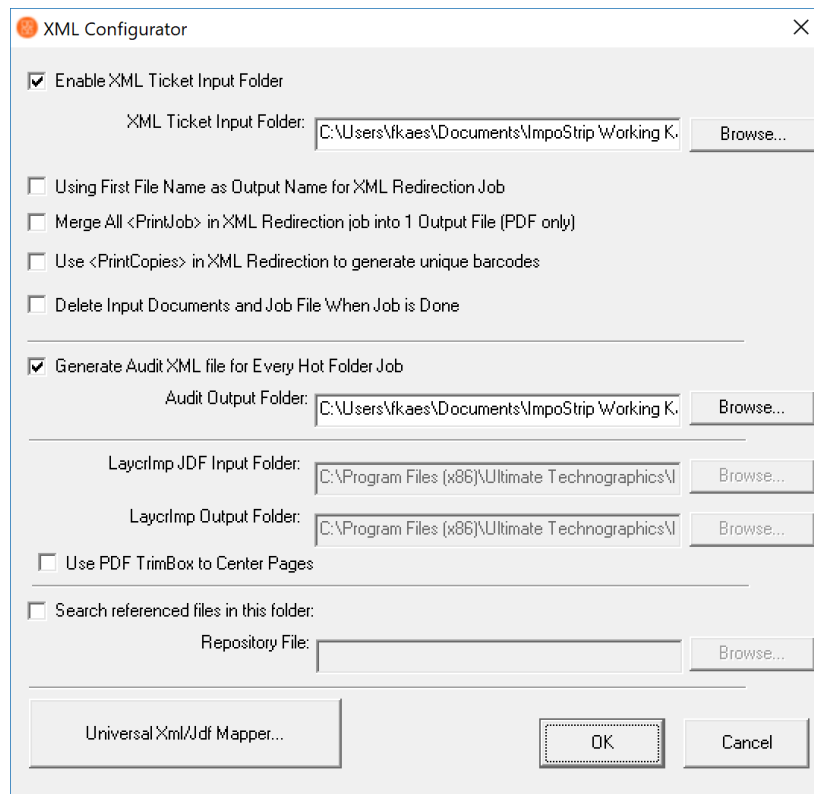 XML Configurator
Enable XML Ticket Input Folder
XML Ticket Input Folder:
C:\Users\fkaes\Documents\ImpoStrip Working K
Browse...
Using First File Name as Output Name for XML Redirection Job
Merge All <PrintJob> in XML Redirection job into 1 Output File (PDF only)
Use <PrintCopies> in XML Redirection to generate unique barcodes
Delete Input Documents and Job File When Job is Done
Generate Audit XML file for Every Hot Folder Job
Audit Output Folder:
C:\Users\fkaes\Documents\ImpoStrip Working K
Browse...
LaycrImp JDF Input Folder:
C:\Program Files (x86)\Ultimate Technographics\I
Browse...
LaycrImp Output Folder:
C:\Program Files (x86)\Ultimate Technographics\I
Browse...
Use PDF TrimBox to Center Pages
Search referenced files in this folder:
Repository File:
Browse...
Universal Xml/Jdf Mapper...
OK
Cancel